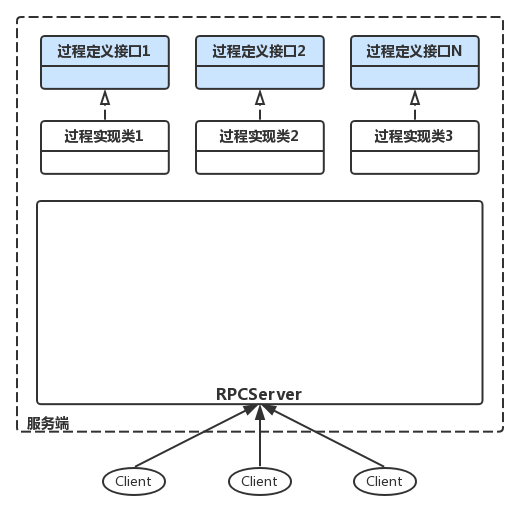 过程定义接口1
过程定义接口2
过程定义接口N
过程实现类1
过程实现类2
过程实现类3
RPCServer
服务端
Client
Client
Client